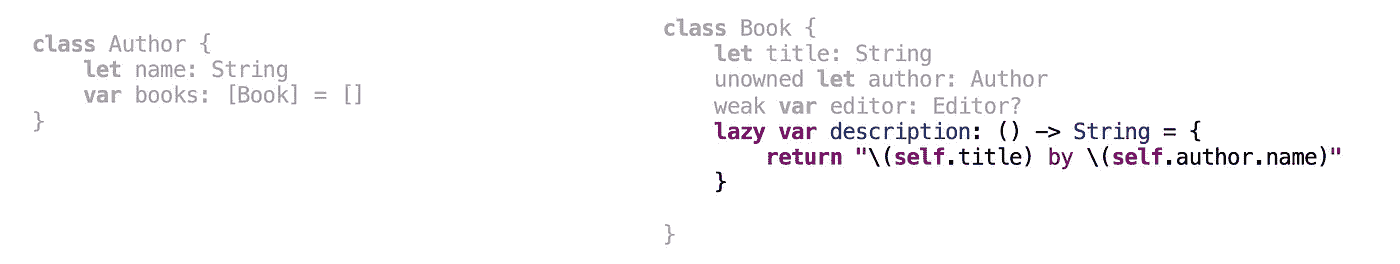 class Author {
    let name: String
    var books: [Book] = []
}
class Book {
    let title: String
    unowned let author: Author
    weak var editor: Editor?
    lazy var description: () -> String = {
        return "\(self.title) by \(self.author.name)"
    }
}